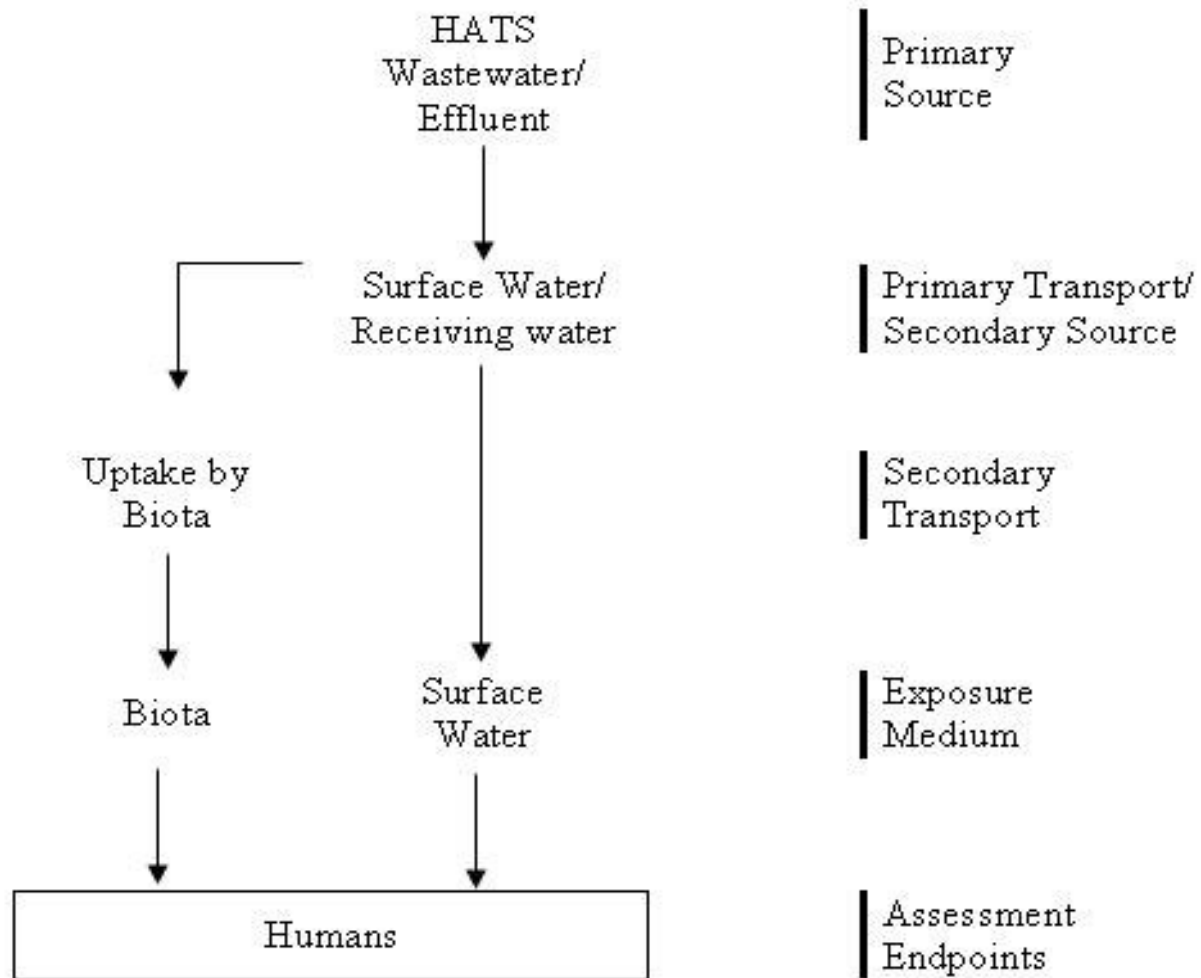 HATS
Wastewater/
Effluent
Primary
Source
Surface Water/
Receiving water
Primary Transport/
Secondary Source
Uptake by
Biota
Secondary
Transport
Biota
Surface
Water
Exposure
Medium
Humans
Assessment
Endpoints